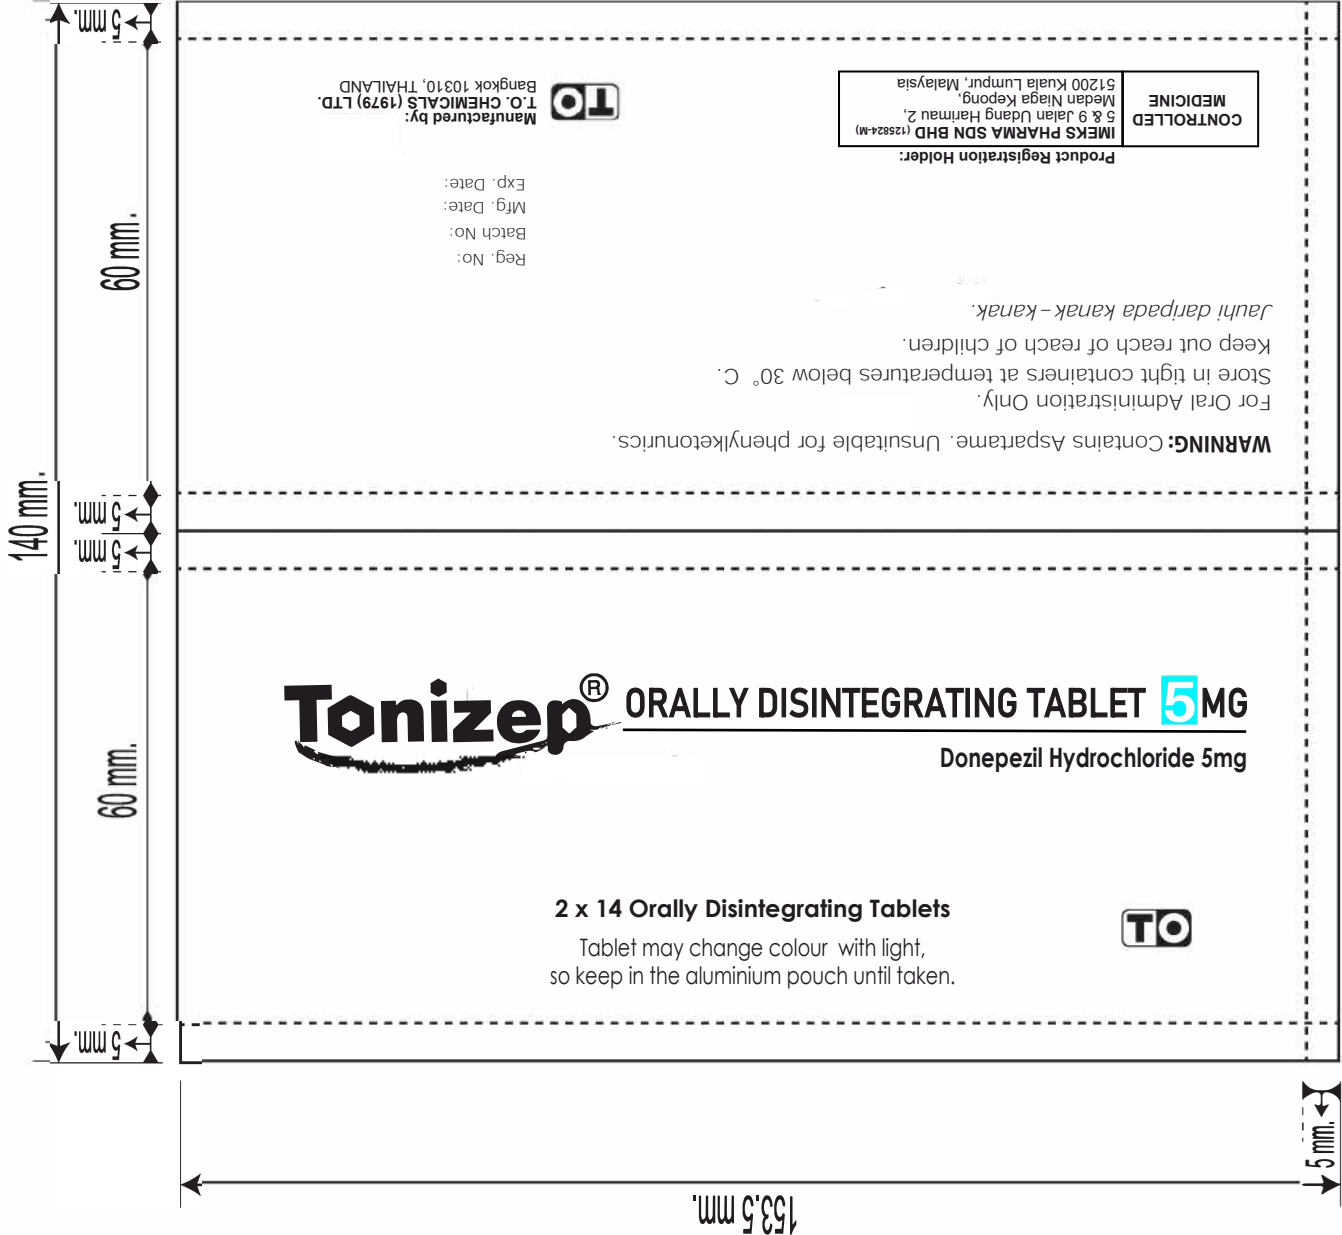 Tonizep® ORALLY DISINTEGRATING TABLET 5MG
Donepezil Hydrochloride 5mg
2 x 14 Orally Disintegrating Tablets
Tablet may change colour with light,
so keep in the aluminium pouch until taken.
TO
WARNING: Contains Aspartame. Unsuitable for phenylketonurics.
For Oral Administration Only.
Store in tight containers at temperatures below 30° C.
Keep out reach of reach of children.
Jauhi daripada kanak-kanak.
Reg. No:
Batch No:
Mfg. Date:
Exp. Date:
Product Registration Holder:
IMEKS PHARMA SDN BHD (125824-M)
5 & 9 Jalan Udang Harimau 2,
Medan Niaga Kepong,
51200 Kuala Lumpur, Malaysia
CONTROLLED
MEDICINE
TO
Manufactured by:
T.O. CHEMICALS (1979) LTD.
Bangkok 10310, THAILAND
5 mm.
60 mm.
5 mm.
5 mm.
60 mm.
5 mm.
140 mm.
153.5 mm.
5 mm.